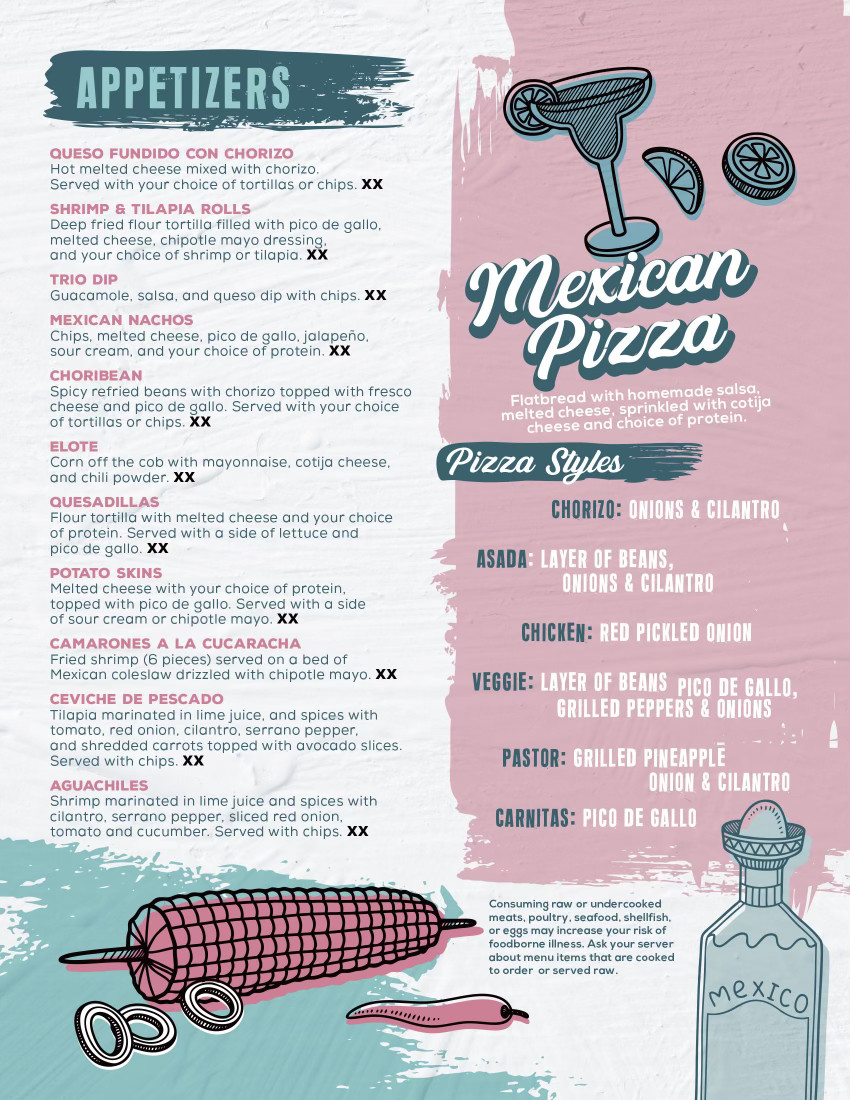 APPETIZERS
QUESO FUNDIDO CON CHORIZO
Hot melted cheese mixed with chorizo.
Served with your choice of tortillas or chips. XX
SHRIMP & TILAPIA ROLLS
Deep fried flour tortilla filled with pico de gallo,
melted cheese, chipotle mayo dressing,
and your choice of shrimp or tilapia. XX
TRIO DIP
Guacamole, salsa, and queso dip with chips. XX
MEXICAN NACHOS
Chips, melted cheese, pico de gallo, jalapeño,
sour cream, and your choice of protein. XX
CHORIBEAN
Spicy refried beans with chorizo topped with fresco
cheese and pico de gallo. Served with your choice
of tortillas or chips. XX
ELOTE
Corn off the cob with mayonnaise, cotija cheese,
and chili powder. XX
QUESADILLAS
Flour tortilla with melted cheese and your choice
of protein. Served with a side of lettuce and
pico de gallo. XX
POTATO SKINS
Melted cheese with your choice of protein,
topped with pico de gallo. Served with a side
of sour cream or chipotle mayo. XX
CAMARONES A LA CUCARACHA
Fried shrimp (6 pieces) served on a bed of
Mexican coleslaw drizzled with chipotle mayo. XX
CEVICHE DE PESCADO
Tilapia marinated in lime juice, and spices with
tomato, red onion, cilantro, serrano pepper,
and shredded carrots topped with avocado slices.
Served with chips. XX
AGUACHILES
Shrimp marinated in lime juice and spices with
cilantro, serrano pepper, sliced red onion,
tomato and cucumber. Served with chips. XX
Mexican
Pizza
Flatbread with homemade salsa,
melted cheese, sprinkled with cotija
cheese and choice of protein.
Pizza Styles
CHORIZO: ONIONS & CILANTRO
ASADA: LAYER OF BEANS,
ONIONS & CILANTRO
CHICKEN: RED PICKLED ONION
VEGGIE: LAYER OF BEANS PICO DE GALLO,
GRILLED PEPPERS & ONIONS
PASTOR: GRILLED PINEAPPLE
ONION & CILANTRO
CARNITAS: PICO DE GALLO
Consuming raw or undercooked
meats, poultry, seafood, shellfish,
or eggs may increase your risk of
foodborne illness. Ask your server
about menu items that are cooked
to order or served raw.
MEXICO